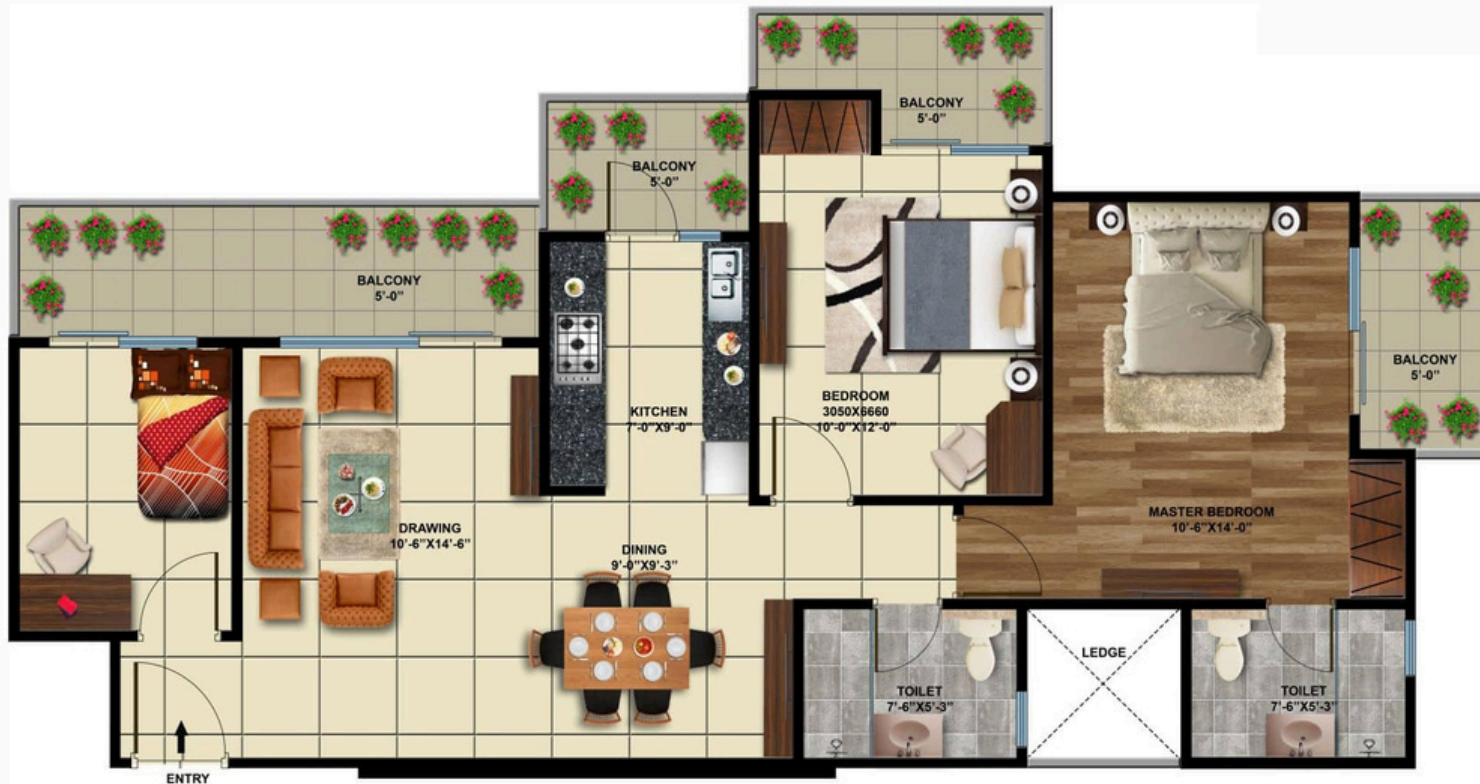 BALCONY
5'-0"
BALCONY
5'-0"
BALCONY
5'-0"
BALCONY
5'-0"
KITCHEN
7'-0"X9'-0"
BEDROOM
3050X6660
10'-0"X12'-0"
MASTER BEDROOM
10'-6"X14'-0"
DRAWING
10'-6"X14'-6"
DINING
9'-0"X9'-3"
LEDGE
TOILET
7'-6"X5'-3"
TOILET
7'-6"X5'-3"
ENTRY